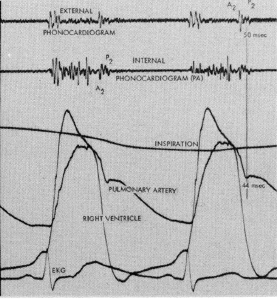 EXTERNAL
PHONOCARDIOGRAM
A2 P2
50 msec
P2
INTERNAL
PHONOCARDIOGRAM (PA)
A2
INSPIRATION
PULMONARY ARTERY
44 msec
RIGHT VENTRICLE
EKG